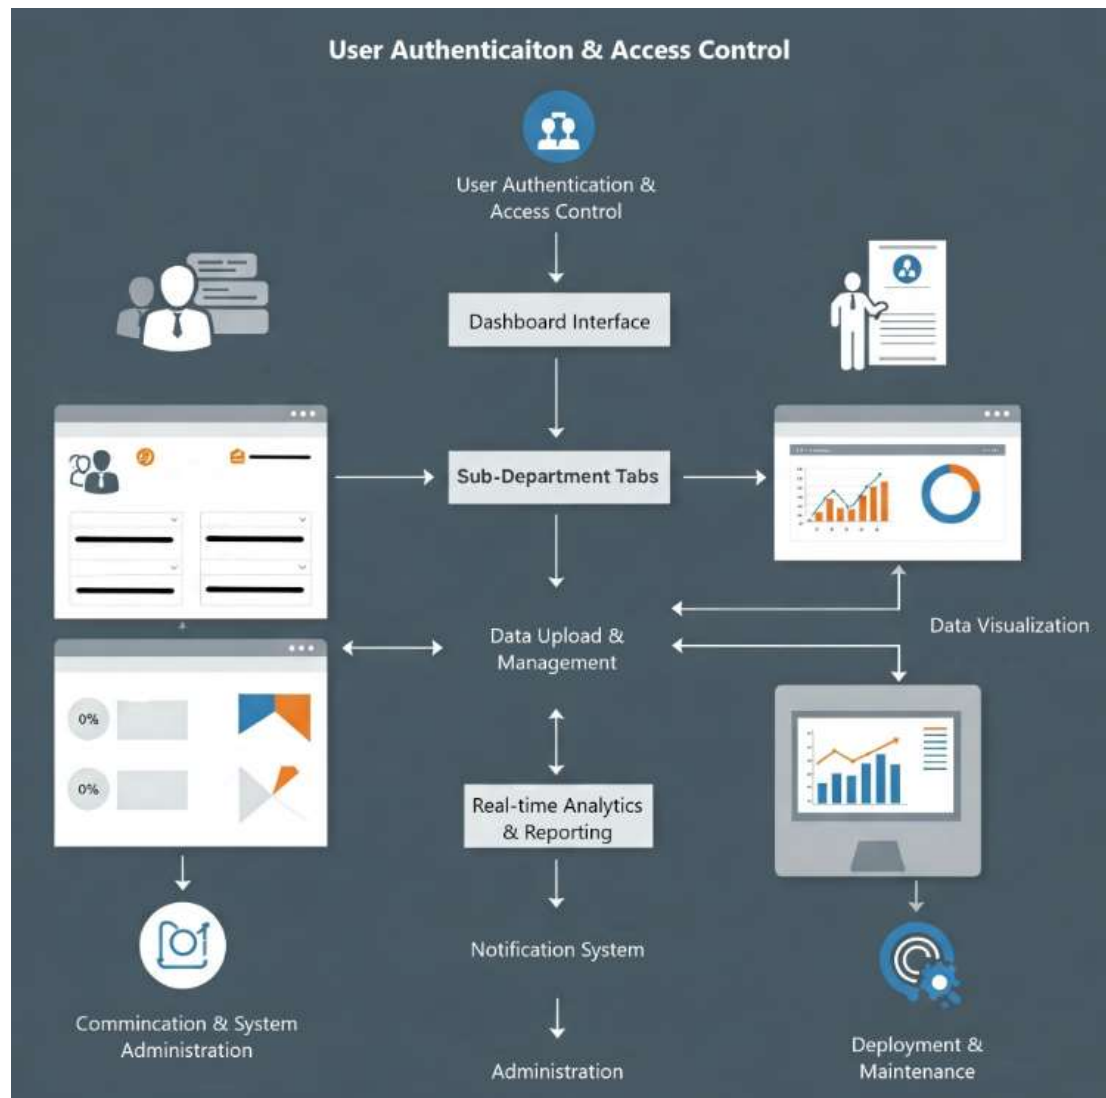 User Authenticaiton & Access Control
User Authentication &
Access Control
Dashboard Interface
Sub-Department Tabs
Data Upload &
Management
Data Visualization
0%
0%
Real-time Analytics
& Reporting
Notification System
Commincation & System
Administration
Administration
Deployment &
Maintenance